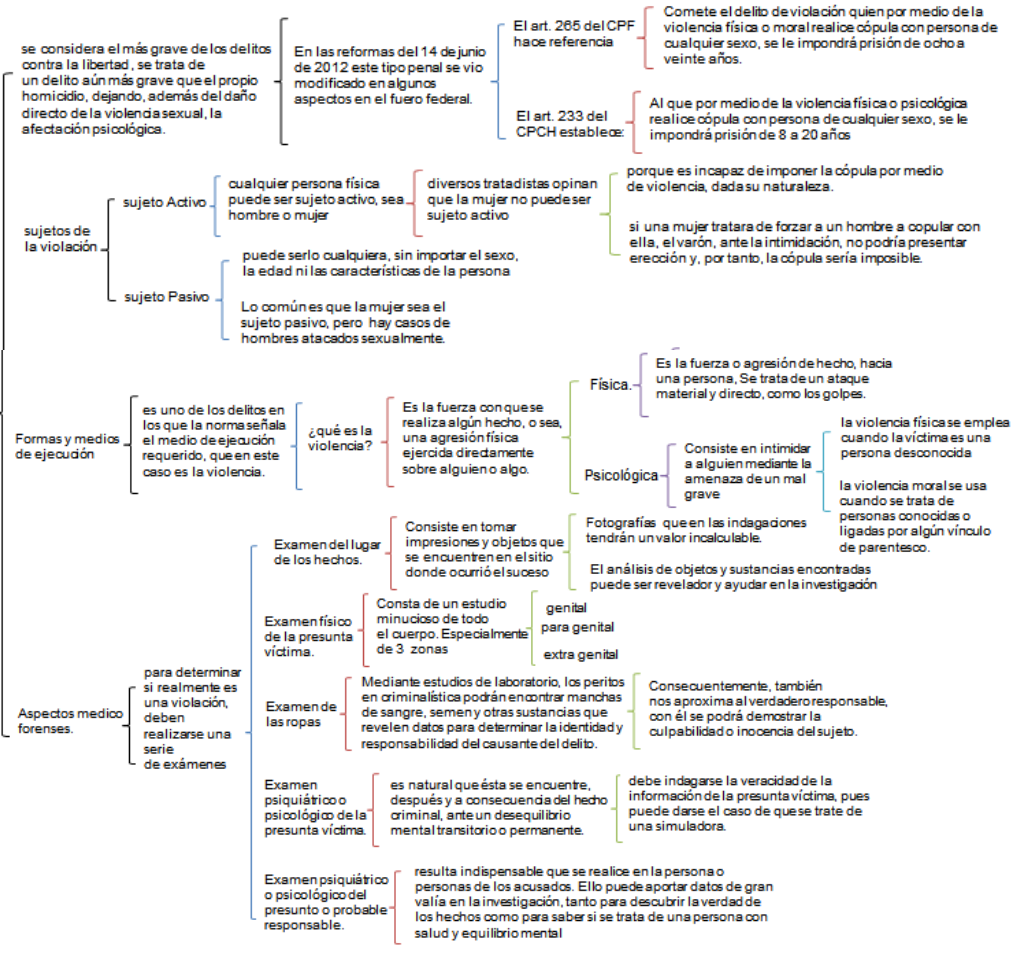 se considera el más grave de los delitos
contra la libertad, se trata de
un delito aún más grave que el propio
homicidio, dejando, además del daño
directo de la violencia sexual, la
afectación psicológica.
En las reformas del 14 de junio
de 2012 este tipo penal se vio
modificado en algunos
aspectos en el fuero federal.
El art. 265 del CPF
hace referencia
Comete el delito de violación quien por medio de la
violencia física o moral realice cópula con persona de
cualquier sexo, se le impondrá prisión de ocho a
veinte años.
El art. 233 del
CPCH establece:
Al que por medio de la violencia física o psicológica
realice cópula con persona de cualquier sexo, se le
impondrá prisión de 8 a 20 años
sujetos de
la violación
sujeto Activo
cualquier persona física
puede ser sujeto activo, sea
hombre o mujer
diversos tratadistas opinan
que la mujer no puede ser
sujeto activo
porque es incapaz de imponer la cópula por medio
de violencia, dada su naturaleza.
si una mujer tratara de forzar a un hombre a copular con
ella, el varón, ante la intimidación, no podría presentar
erección y, por tanto, la cópula sería imposible.
sujeto Pasivo
puede serlo cualquiera, sin importar el sexo,
la edad ni las características de la persona
Lo común es que la mujer sea el
sujeto pasivo, pero hay casos de
hombres atacados sexualmente.
Formas y medios
de ejecución
es uno de los delitos en
los que la norma señala
el medio de ejecución
requerido, que en este
caso es la violencia.
¿qué es la
violencia?
Es la fuerza con que se
realiza algún hecho, o sea,
una agresión física
ejercida directamente
sobre alguien o algo.
Física.
Es la fuerza o agresión de hecho, hacia
una persona, Se trata de un ataque
material y directo, como los golpes.
Psicológica
Consiste en intimidar
a alguien mediante la
amenaza de un mal
grave
la violencia física se emplea
cuando la víctima es una
persona desconocida
la violencia moral se usa
cuando se trata de
personas conocidas o
ligadas por algún vínculo
de parentesco.
Aspectos medico
forenses.
para determinar
si realmente es
una violación,
deben
realizarse una
serie
de exámenes
Examen del lugar
de los hechos.
Consiste en tomar
impresiones y objetos que
se encuentren en el sitio
donde ocurrió el suceso
Fotografías que en las indagaciones
tendrán un valor incalculable.
El análisis de objetos y sustancias encontradas
puede ser revelador y ayudar en la investigación
Examen físico
de la presunta
víctima.
Consta de un estudio
minucioso de todo
el cuerpo. Especialmente
de 3 zonas
genital
para genital
extra genital
Examen de
las ropas
Mediante estudios de laboratorio, los peritos
en criminalística podrán encontrar manchas
de sangre, semen y otras sustancias que
revelen datos para determinar la identidad y
responsabilidad del causante del delito.
Consecuentemente, también
nos aproxima al verdadero responsable,
con él se podrá demostrar la
culpabilidad o inocencia del sujeto.
Examen
psiquiátrico o
psicológico de la
presunta víctima.
es natural que ésta se encuentre,
después y a consecuencia del hecho
criminal, ante un desequilibrio
mental transitorio o permanente.
debe indagarse la veracidad de la
información de la presunta víctima, pues
puede darse el caso de que se trate de
una simuladora.
Examen psiquiátrico
o psicológico del
presunto o probable
responsable.
resulta indispensable que se realice en la persona o
personas de los acusados. Ello puede aportar datos de gran
valía en la investigación, tanto para descubrir la verdad de
los hechos como para saber si se trata de una persona con
salud y equilibrio mental